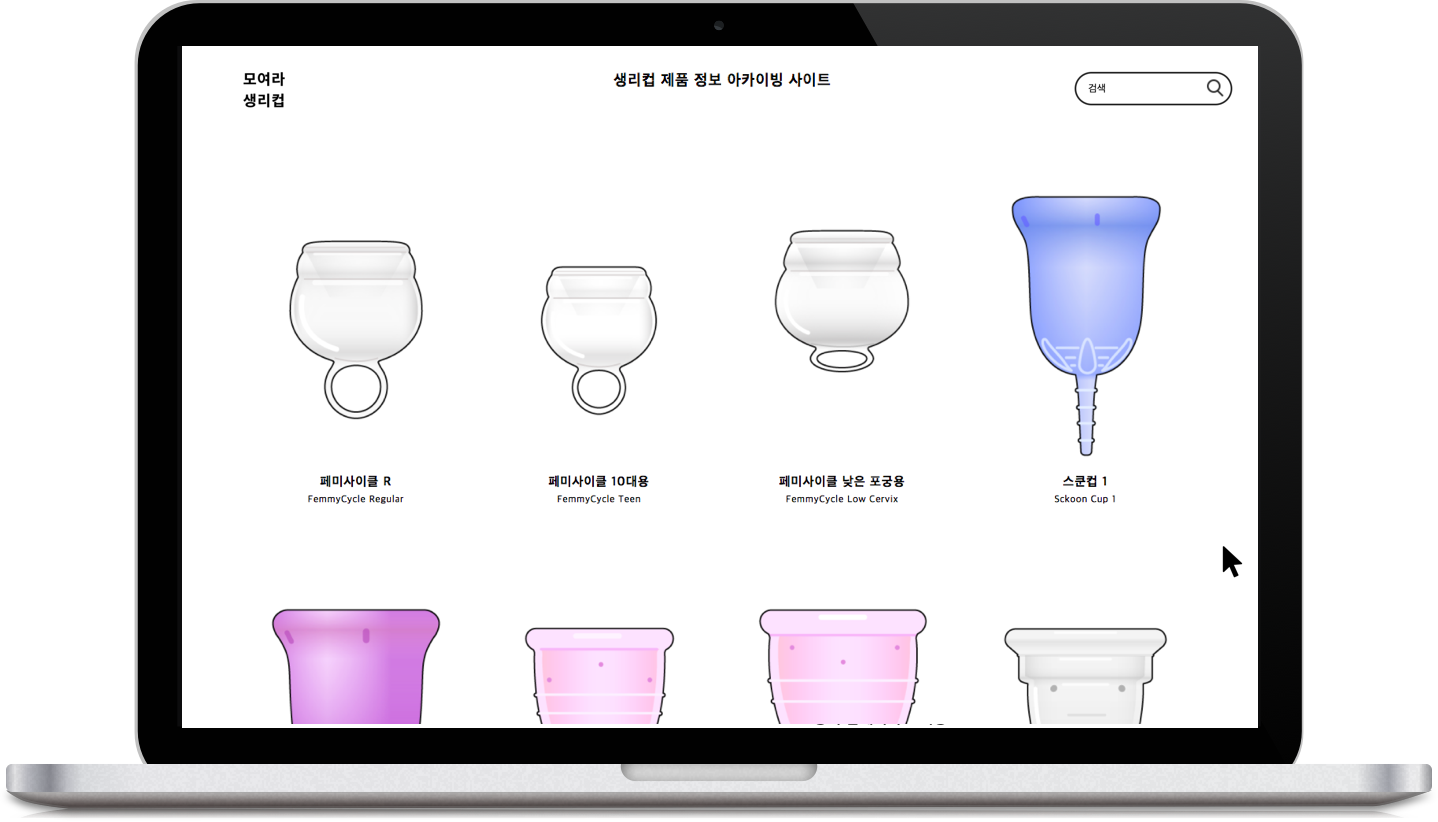 모여라
생리컵
생리컵 제품 정보 아카이빙 사이트
검색
페미사이클 R
FemmyCycle Regular
페미사이클 10대용
FemmyCycle Teen
페미사이클 낮은 포궁용
FemmyCycle Low Cervix
스쿤컵 1
Sckoon Cup 1